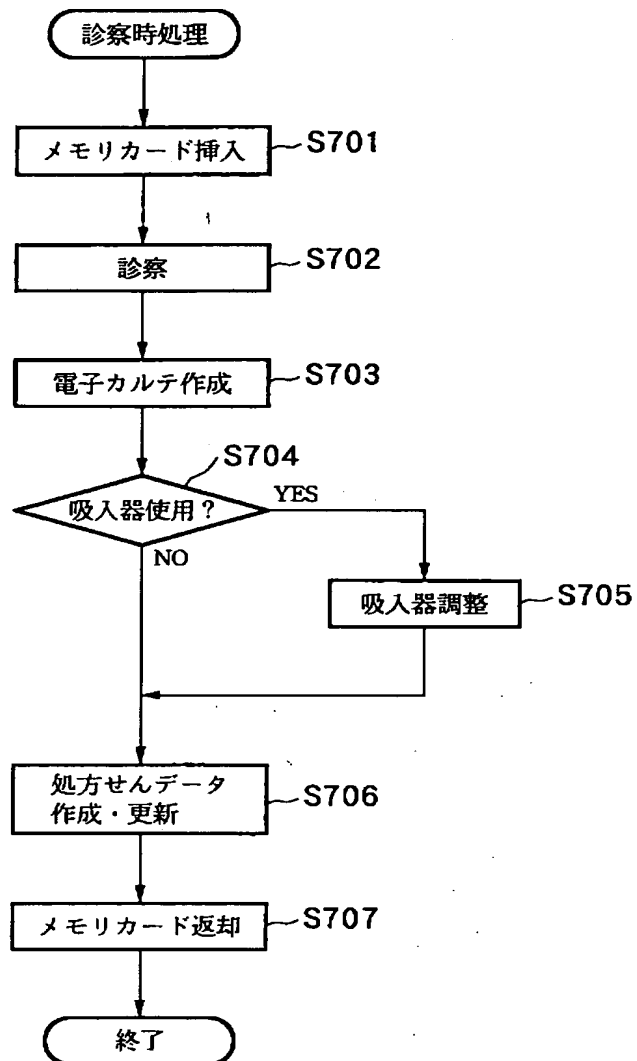 診察時処理
メモリカード挿入
S701
診察
S702
電子カルテ作成
S703
S704
吸入器使用？
YES
NO
吸入器調整
S705
処方せんデータ
作成・更新
S706
メモリカード返却
S707
終了